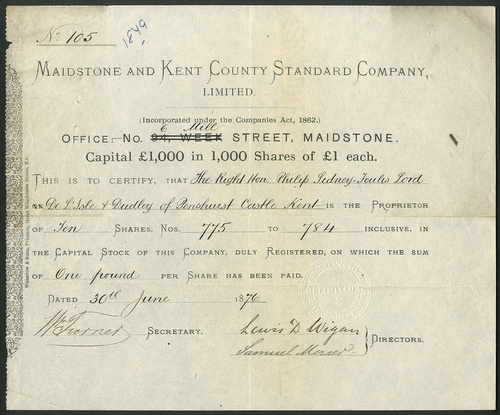 No. 105
1849
MAIDSTONE AND KENT COUNTY STANDARD COMPANY,
LIMITED.
(Incorporated under the Companies Act, 1862.)
6 Mill
OFFICE: NO. 94, WEEK STREET, MAIDSTONE.
Capital £1,000 in 1,000 Shares of £1 each.
THIS IS TO CERTIFY, THAT The Right Hon. Philip Sidney-Foulis Lord
De L'Isle & Dudley of Penshurst Castle Kent IS THE PROPRIETOR
OF Ten SHARES, NOS. 775 TO 784 INCLUSIVE, IN
THE CAPITAL STOCK OF THIS COMPANY, DULY REGISTERED, ON WHICH THE SUM
OF One pound PER SHARE HAS BEEN PAID.
DATED 30th June 1876.
W. Turner SECRETARY.
Lewis D Wigan
Samuel Mercer
DIRECTORS.